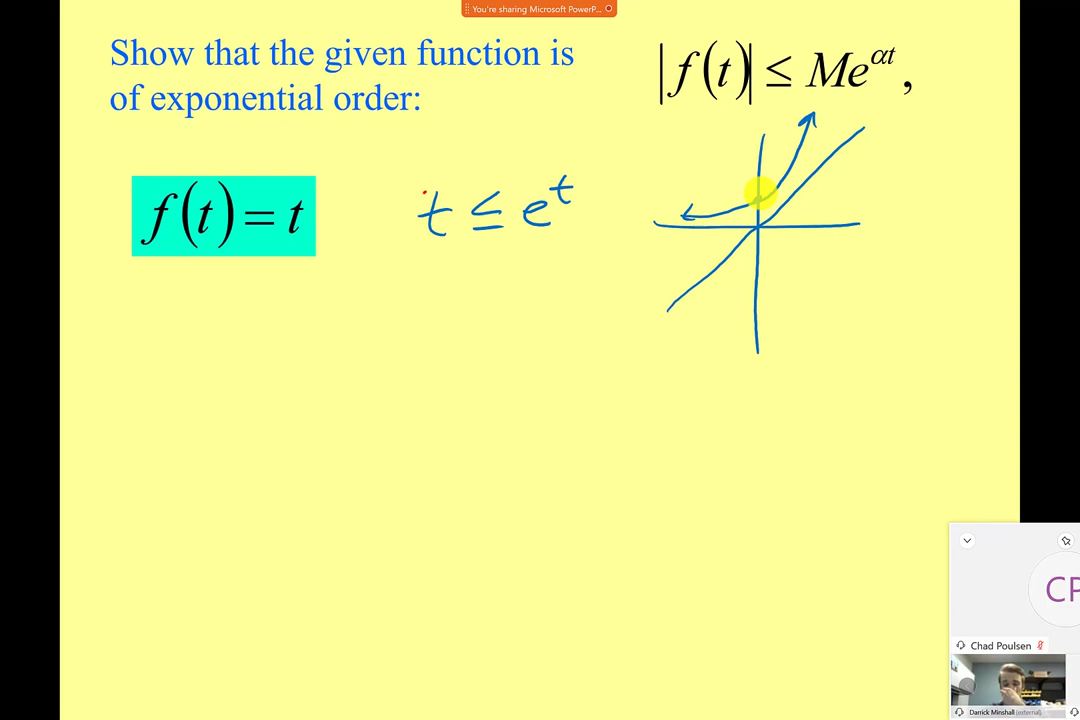 You're sharing Microsoft PowerP...
Show that the given function is
of exponential order:
|f(t)| ≤ Me^{αt},
f(t) = t
t ≤ e^t
CP
Chad Poulsen
Darrick Minshall (external)